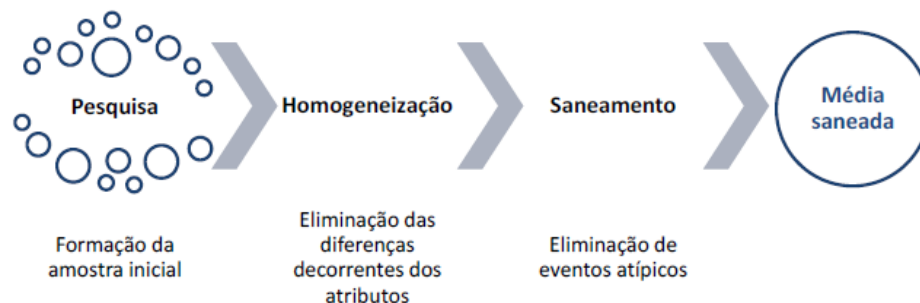 Pesquisa
Homogeneização
Saneamento
Média
saneada
Formação da
amostra inicial
Eliminação das
diferenças
decorrentes dos
atributos
Eliminação de
eventos atípicos